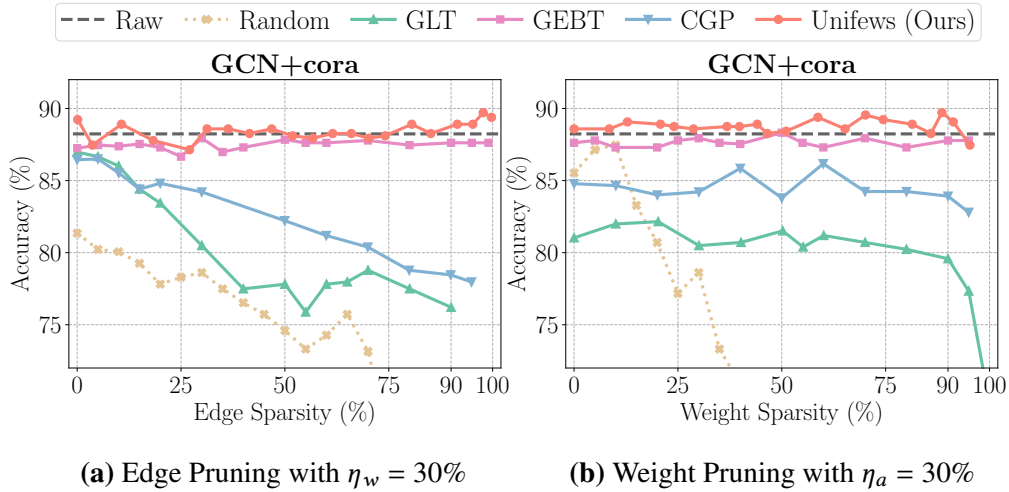 Raw Random GLT GEBT CGP Unifews (Ours)
GCN+cora
90
85
80
75
Accuracy (%)
0 25 50 75 90 100
Edge Sparsity (%)
(a) Edge Pruning with η_w = 30%
GCN+cora
90
85
80
75
Accuracy (%)
0 25 50 75 90 100
Weight Sparsity (%)
(b) Weight Pruning with η_a = 30%